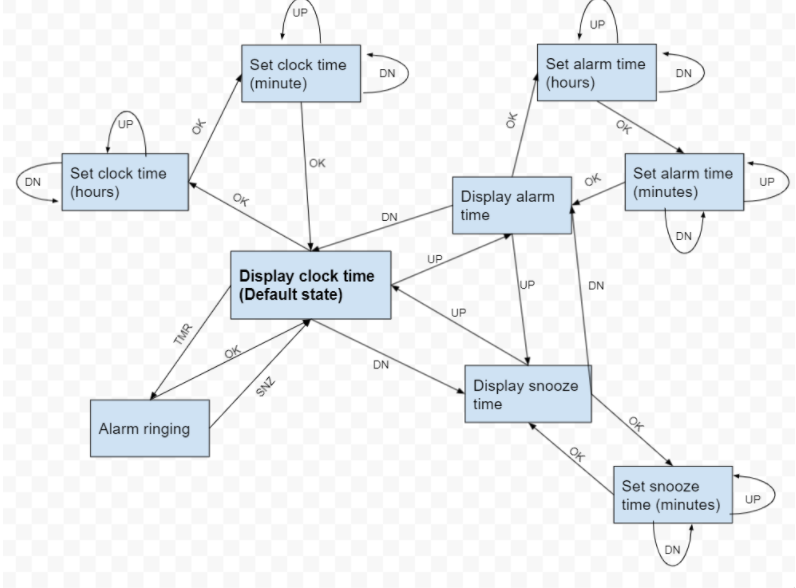 UP
UP
Set clock time
(minute)
DN
Set alarm time
(hours)
DN
OK
OK
OK
UP
DN
Set clock time
(hours)
OK
OK
Set alarm time
(minutes)
UP
OK
Display alarm
time
DN
DN
Display clock time
(Default state)
UP
UP
DN
UP
TMR
OK
DN
SNZ
Display snooze
time
Alarm ringing
OK
OK
Set snooze
time (minutes)
UP
DN